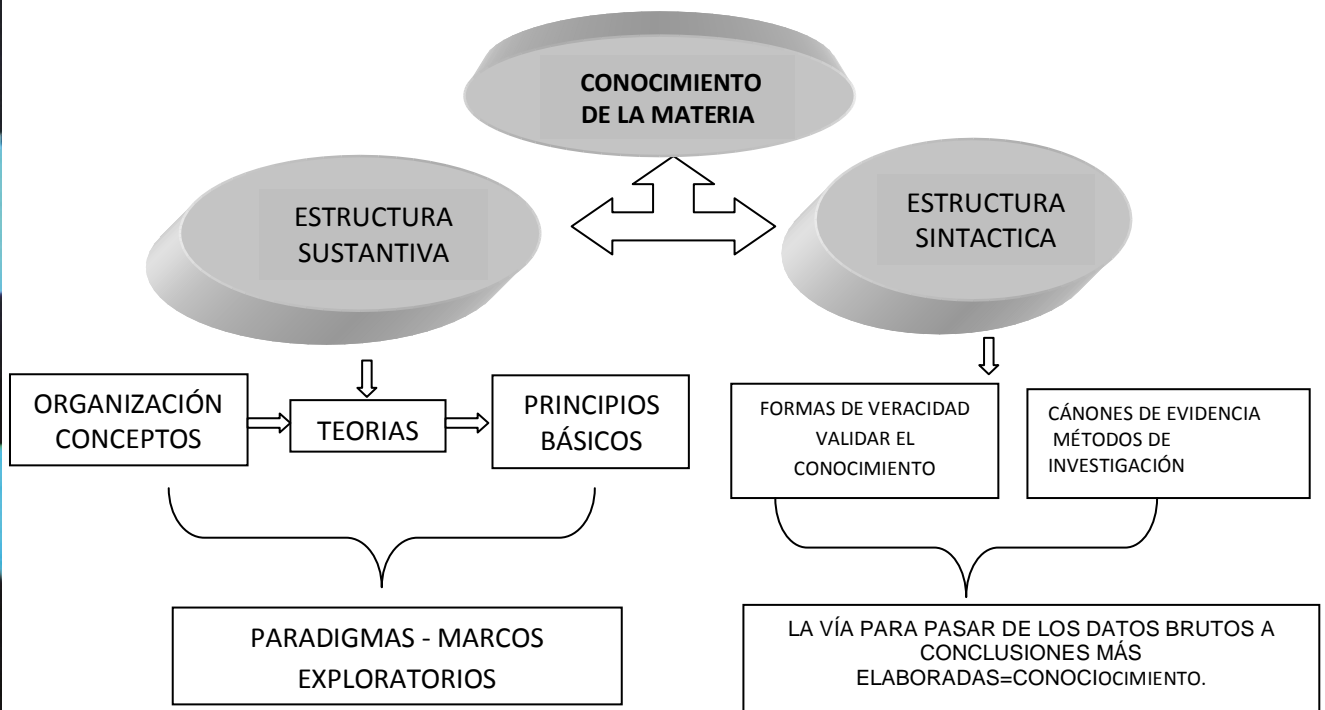 CONOCIMIENTO
DE LA MATERIA
ESTRUCTURA
SUSTANTIVA
ESTRUCTURA
SINTACTICA
ORGANIZACIÓN
CONCEPTOS
TEORIAS
PRINCIPIOS
BÁSICOS
FORMAS DE VERACIDAD
VALIDAR EL
CONOCIMIENTO
CÁNONES DE EVIDENCIA
MÉTODOS DE
INVESTIGACIÓN
PARADIGMAS - MARCOS
EXPLORATORIOS
LA VÍA PARA PASAR DE LOS DATOS BRUTOS A
CONCLUSIONES MÁS
ELABORADAS=CONOCIOCIMIENTO.